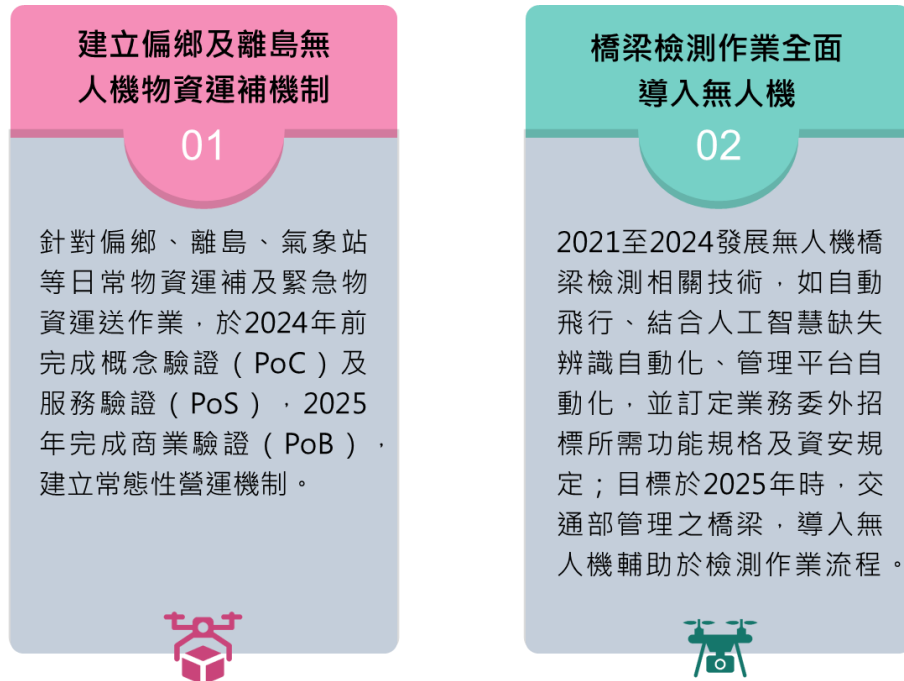 建立偏鄉及離島無
人機物資運補機制
01
針對偏鄉、離島、氣象站
等日常物資運補及緊急物
資運送作業，於2024年前
完成概念驗證（PoC）及
服務驗證（PoS），2025
年完成商業驗證（PoB），
建立常態性營運機制。
橋梁檢測作業全面
導入無人機
02
2021至2024發展無人機橋
梁檢測相關技術，如自動
飛行、結合人工智慧缺失
辨識自動化、管理平台自
動化，並訂定業務委外招
標所需功能規格及資安規
定；目標於2025年時，交
通部管理之橋梁，導入無
人機輔助於檢測作業流程。